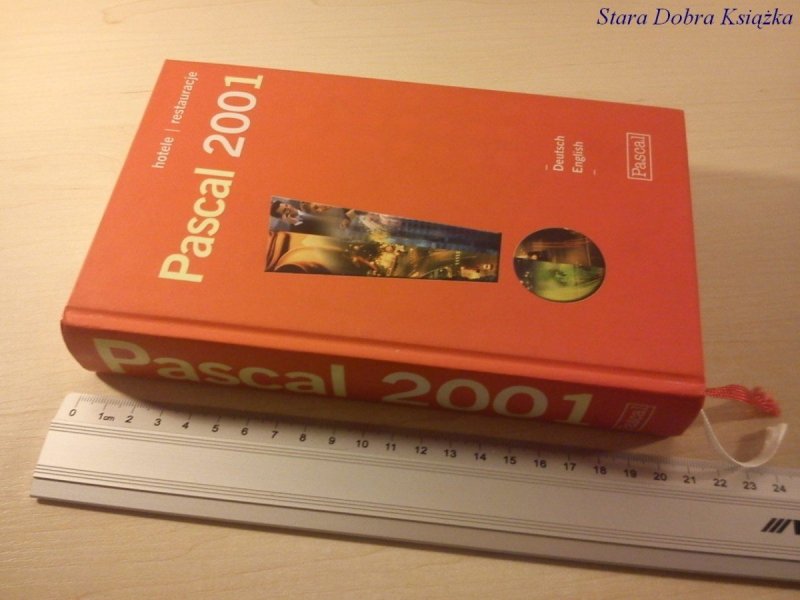 Stara Dobra Książka
hotele | restauracje
Pascal 2001
Deutsch
English
Pascal
Pascal 2001
Pascal
0 1cm 2 3 4 5 6 7 8 9 10 11 12 13 14 15 16 17 18 19 20 21 22 23 24